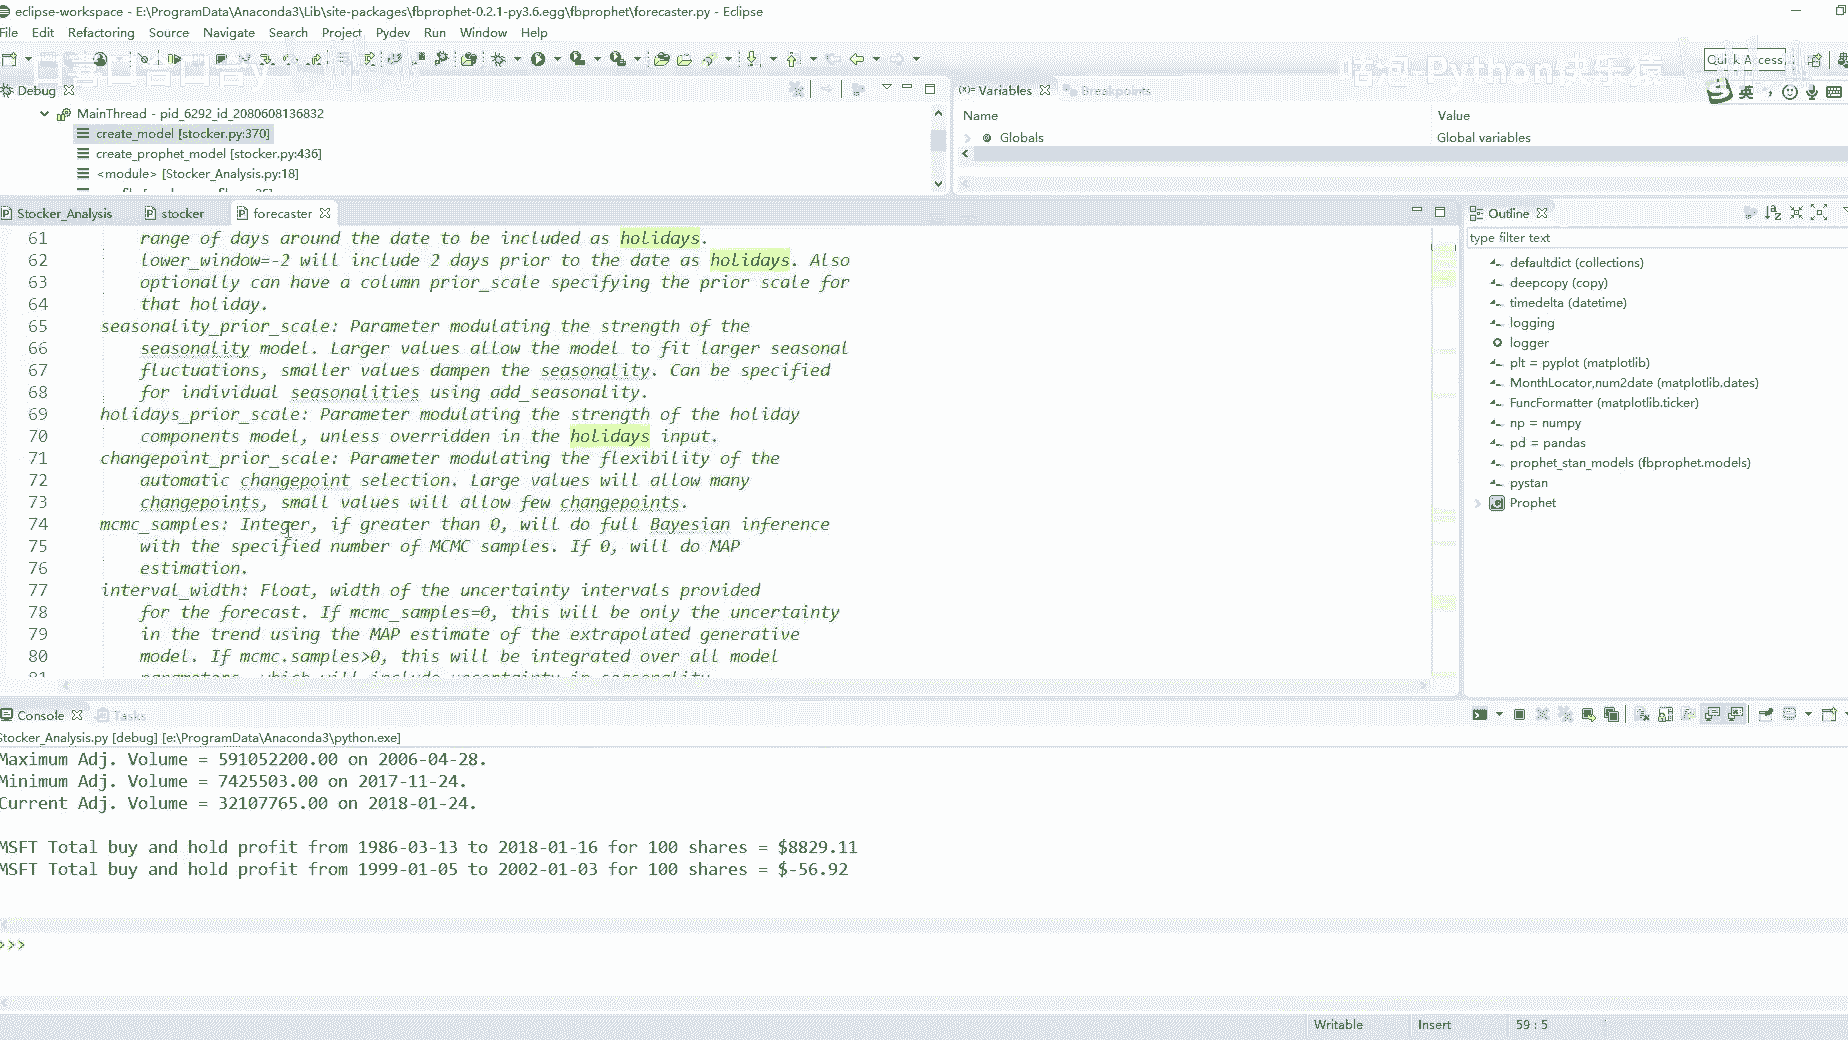 eclipse-workspace - E:\ProgramData\Anaconda3\Lib\site-packages\fbprophet-0.2.1-py3.6.egg\fbprophet\forecaster.py - Eclipse
File Edit Refactoring Source Navigate Search Project Pydev Run Window Help
Quick Access
Debug
MainThread - pid_6292_id_2080608136832
create_model [stocker.py:370]
create_prophet_model [stocker.py:436]
<module> [Stocker_Analysis.py:18]
(x)= Variables Breakpoints
Name Value
Globals Global variables
Stocker_Analysis stocker forecaster
61 range of days around the date to be included as holidays.
62 lower_window=-2 will include 2 days prior to the date as holidays. Also
63 optionally can have a column prior_scale specifying the prior scale for
64 that holiday.
65 seasonality_prior_scale: Parameter modulating the strength of the
66 seasonality model. Larger values allow the model to fit larger seasonal
67 fluctuations, smaller values dampen the seasonality. Can be specified
68 for individual seasonalities using add_seasonality.
69 holidays_prior_scale: Parameter modulating the strength of the holiday
70 components model, unless overridden in the holidays input.
71 changepoint_prior_scale: Parameter modulating the flexibility of the
72 automatic changepoint selection. Large values will allow many
73 changepoints, small values will allow few changepoints.
74 mcmc_samples: Integer, if greater than 0, will do full Bayesian inference
75 with the specified number of MCMC samples. If 0, will do MAP
76 estimation.
77 interval_width: Float, width of the uncertainty intervals provided
78 for the forecast. If mcmc_samples=0, this will be only the uncertainty
79 in the trend using the MAP estimate of the extrapolated generative
80 model. If mcmc.samples>0, this will be integrated over all model
81 parameters, which will include uncertainty in seasonality.
Outline
type filter text
defaultdict (collections)
deepcopy (copy)
timedelta (datetime)
logging
logger
plt = pyplot (matplotlib)
MonthLocator,num2date (matplotlib.dates)
FuncFormatter (matplotlib.ticker)
np = numpy
pd = pandas
prophet_stan_models (fbprophet.models)
pystan
Prophet
Console Tasks
Stocker_Analysis.py [debug] [e:\ProgramData\Anaconda3\python.exe]
Maximum Adj. Volume = 591052200.00 on 2006-04-28.
Minimum Adj. Volume = 7425503.00 on 2017-11-24.
Current Adj. Volume = 32107765.00 on 2018-01-24.
MSFT Total buy and hold profit from 1986-03-13 to 2018-01-16 for 100 shares = $8829.11
MSFT Total buy and hold profit from 1999-01-05 to 2002-01-03 for 100 shares = $-56.92
>>>
Writable Insert 59 : 5